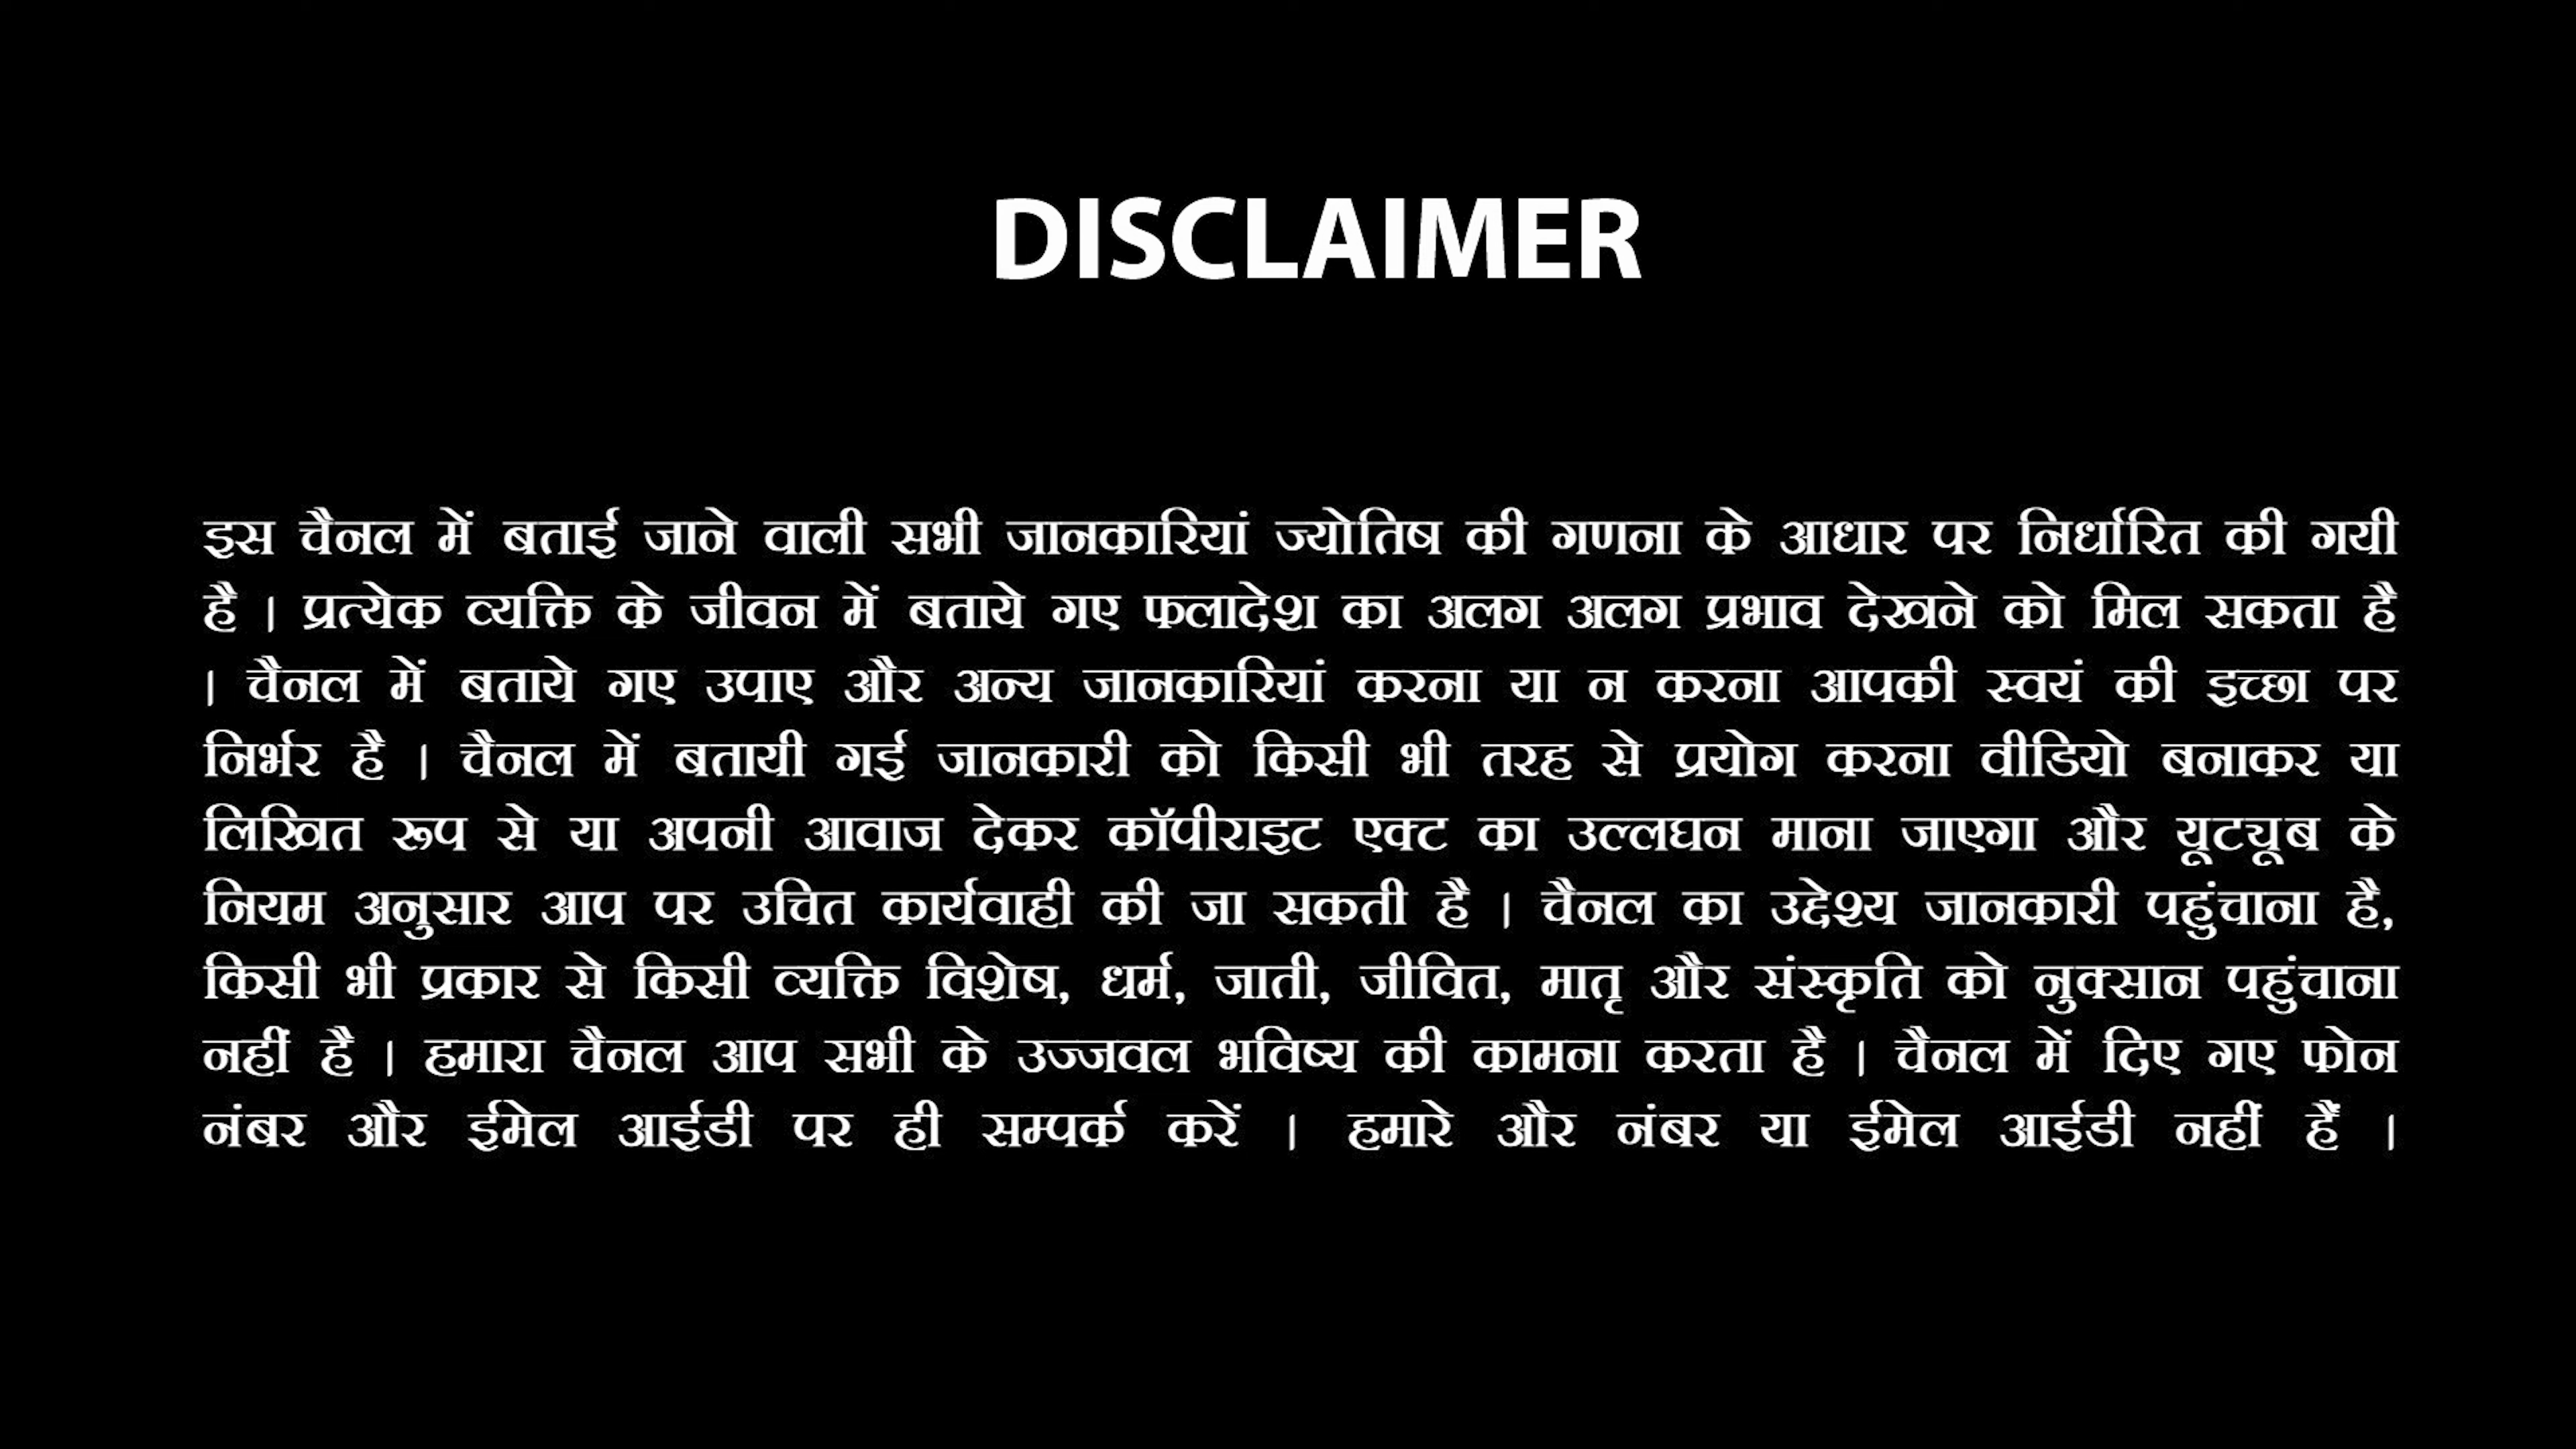 DISCLAIMER
इस चैनल में बताई जाने वाली सभी जानकारियां ज्योतिष की गणना के आधार पर निर्धारित की गयी
है । प्रत्येक व्यक्ति के जीवन में बताये गए फलादेश का अलग अलग प्रभाव देखने को मिल सकता है
। चैनल में बताये गए उपाए और अन्य जानकारियां करना या न करना आपकी स्वयं की इच्छा पर
निर्भर है । चैनल में बतायी गई जानकारी को किसी भी तरह से प्रयोग करना वीडियो बनाकर या
लिखित रूप से या अपनी आवाज देकर कॉपीराइट एक्ट का उल्लघन माना जाएगा और यूट्यूब के
नियम अनुसार आप पर उचित कार्यवाही की जा सकती है । चैनल का उद्देश्य जानकारी पहुंचाना है,
किसी भी प्रकार से किसी व्यक्ति विशेष, धर्म, जाती, जीवित, मातृ और संस्कृति को नुक्सान पहुंचाना
नहीं है । हमारा चैनल आप सभी के उज्जवल भविष्य की कामना करता है । चैनल में दिए गए फोन
नंबर और ईमेल आईडी पर ही सम्पर्क करें । हमारे और नंबर या ईमेल आईडी नहीं हैं ।